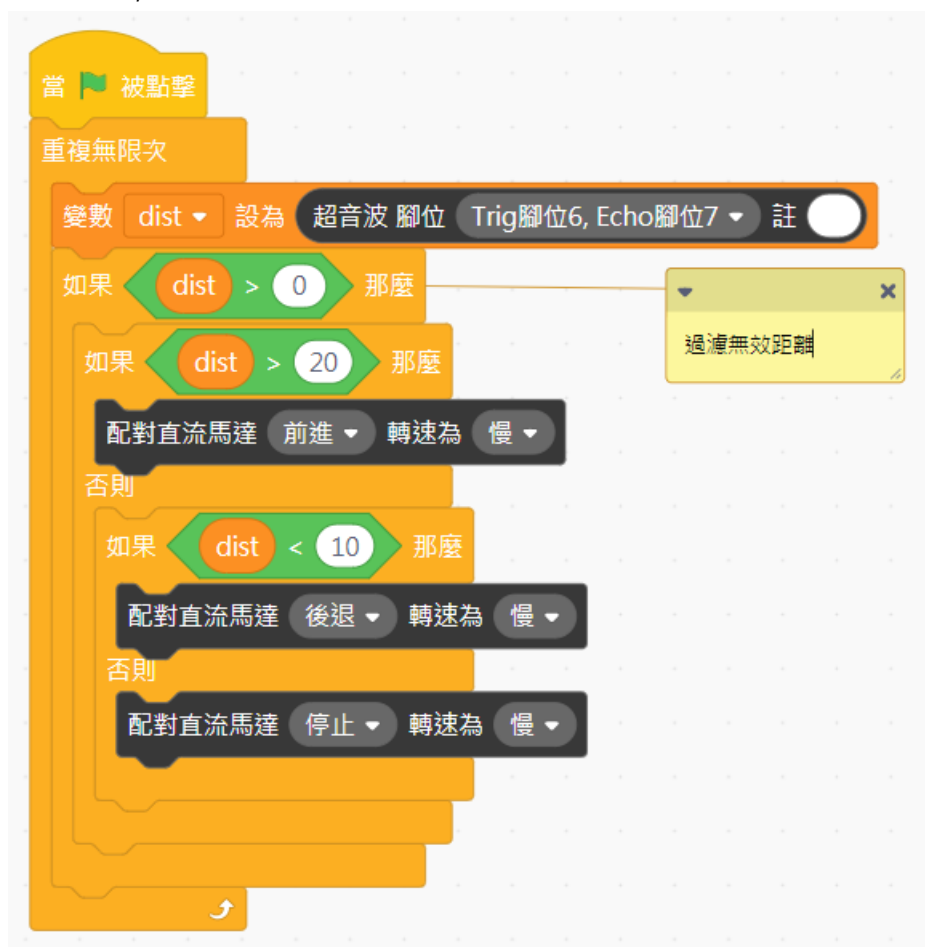 當 被點擊
重複無限次
變數 dist 設為 超音波 腳位 Trig腳位6, Echo腳位7 註
如果 dist > 0 那麼
過濾無效距離
如果 dist > 20 那麼
配對直流馬達 前進 轉速為 慢
否則
如果 dist < 10 那麼
配對直流馬達 後退 轉速為 慢
否則
配對直流馬達 停止 轉速為 慢